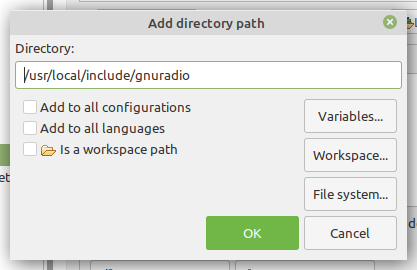 Add directory path
Directory:
/usr/local/include/gnuradio
Add to all configurations
Variables...
Add to all languages
Is a workspace path
Workspace...
File system...
OK
Cancel